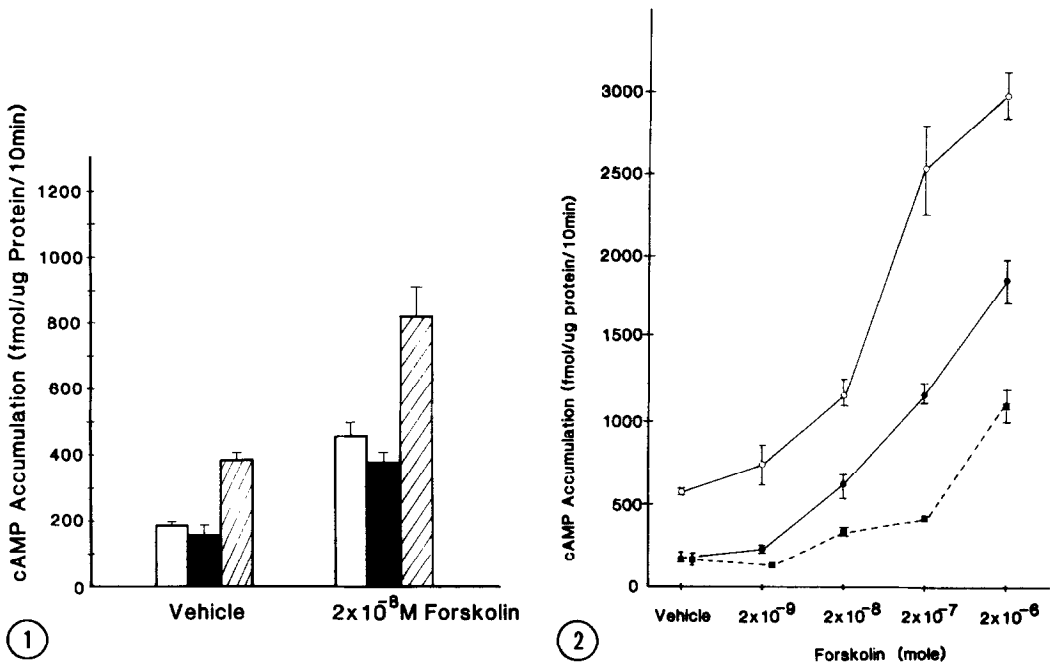 cAMP Accumulation (fmol/ug Protein/10min)
1200
1000
800
600
400
200
0
Vehicle
2x10⁻⁸M Forskolin
1
cAMP Accumulation (fmol/ug protein/10min)
3000
2500
2000
1500
1000
500
0
Vehicle
2x10⁻⁹
2x10⁻⁸
2x10⁻⁷
2x10⁻⁶
Forskolin (mole)
2